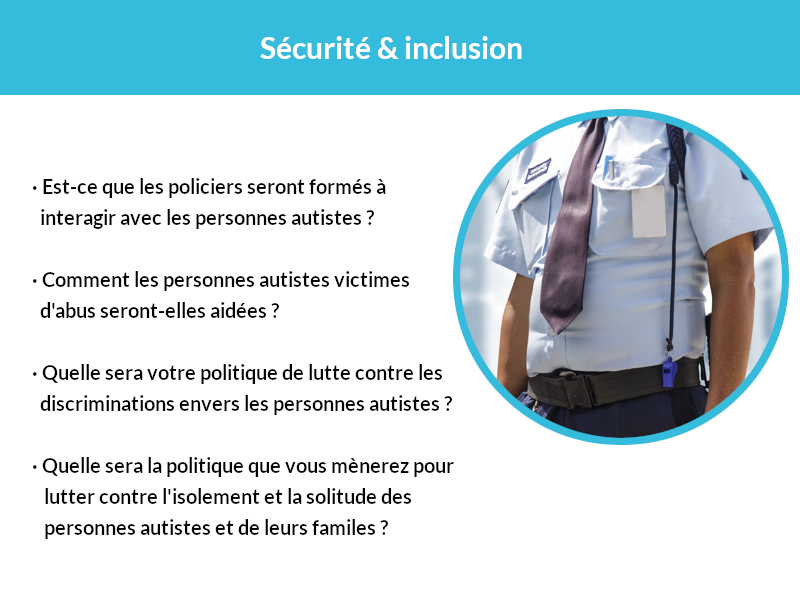 Sécurité & inclusion
· Est-ce que les policiers seront formés à
interagir avec les personnes autistes ?
· Comment les personnes autistes victimes
d'abus seront-elles aidées ?
· Quelle sera votre politique de lutte contre les
discriminations envers les personnes autistes ?
· Quelle sera la politique que vous mènerez pour
lutter contre l'isolement et la solitude des
personnes autistes et de leurs familes ?